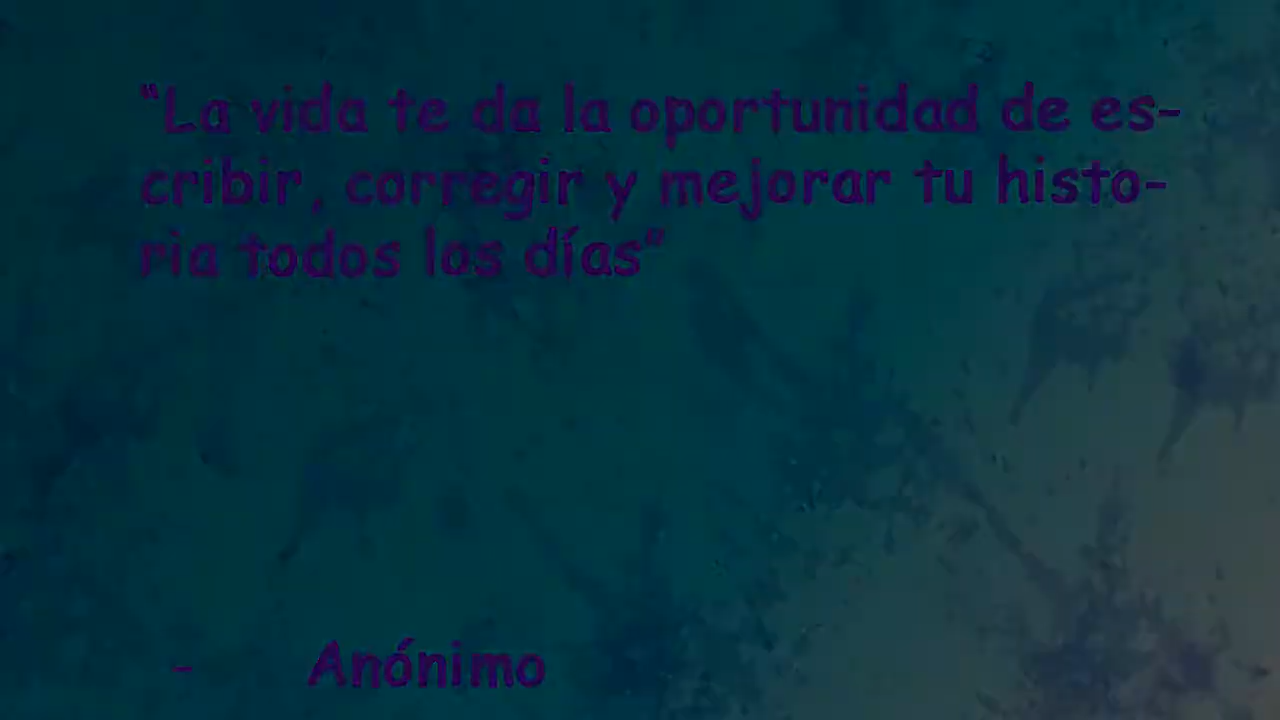 “La vida te da la oportunidad de es-
cribir, corregir y mejorar tu histo-
ria todos los días”
- Anónimo